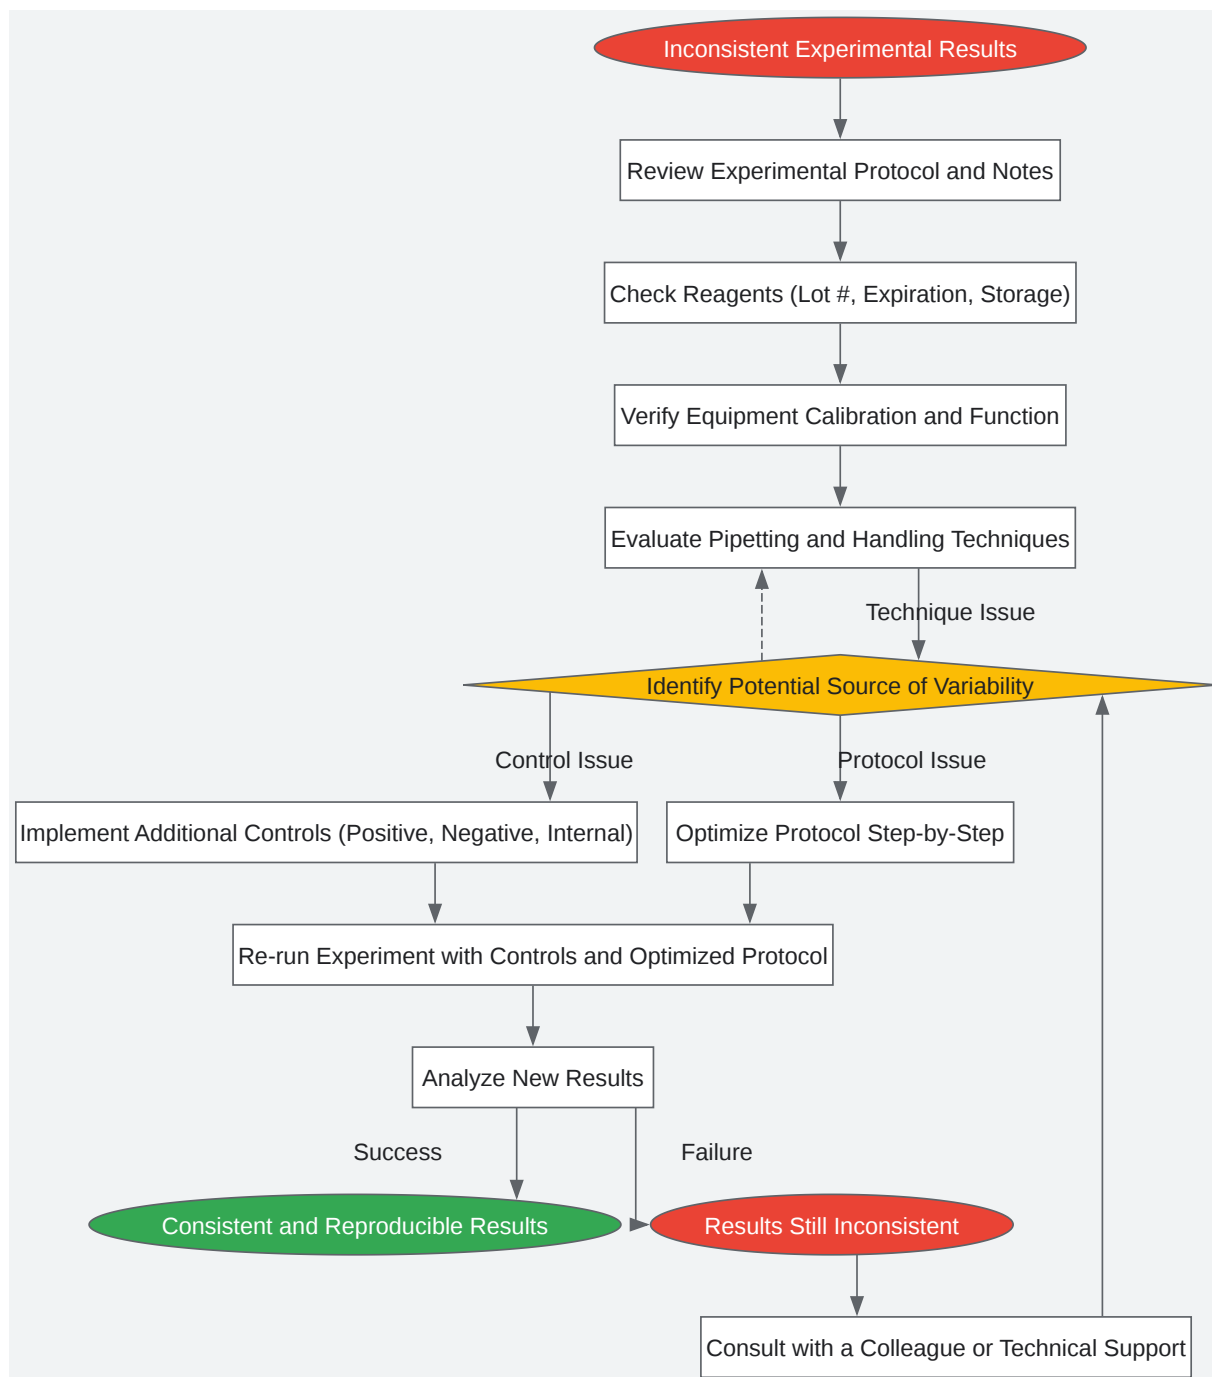 Inconsistent Experimental Results
Review Experimental Protocol and Notes
Check Reagents (Lot #, Expiration, Storage)
Verify Equipment Calibration and Function
Evaluate Pipetting and Handling Techniques
Technique Issue
Identify Potential Source of Variability
Control Issue
Protocol Issue
Implement Additional Controls (Positive, Negative, Internal)
Optimize Protocol Step-by-Step
Re-run Experiment with Controls and Optimized Protocol
Analyze New Results
Success
Failure
Consistent and Reproducible Results
Results Still Inconsistent
Consult with a Colleague or Technical Support